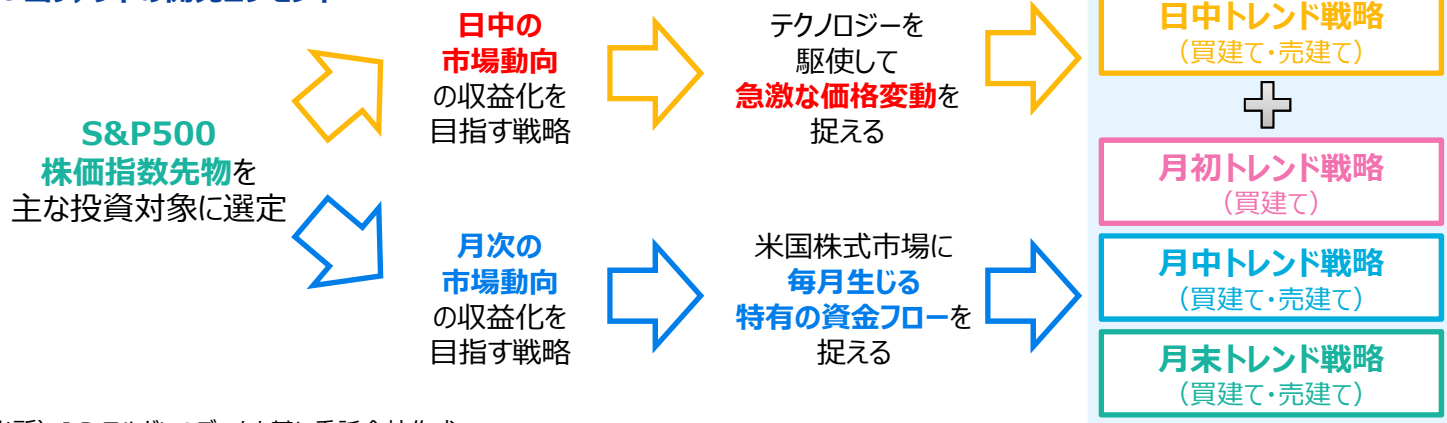 S&P500
株価指数先物を
主な投資対象に選定
日中の
市場動向
の収益化を
目指す戦略
テクノロジーを
駆使して
急激な価格変動を
捉える
日中トレンド戦略
（買建て・売建て）
月次の
市場動向
の収益化を
目指す戦略
米国株式市場に
毎月生じる
特有の資金フローを
捉える
月初トレンド戦略
（買建て）
月中トレンド戦略
（買建て・売建て）
月末トレンド戦略
（買建て・売建て）